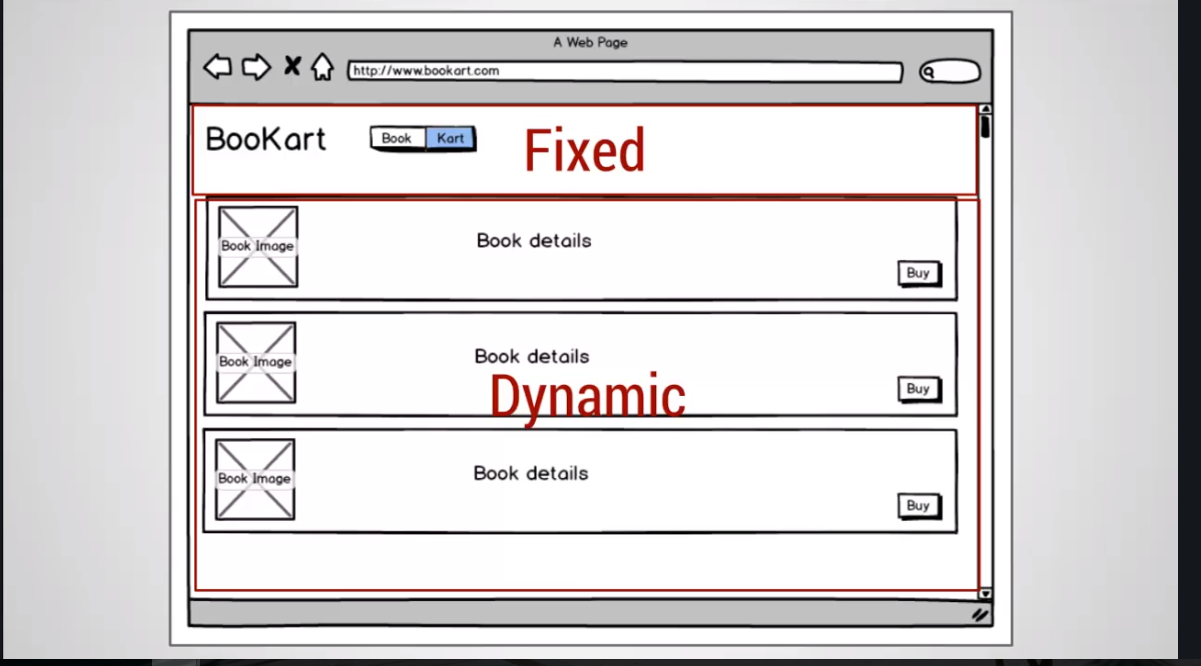 A Web Page
http://www.bookart.com
BooKart
Book Kart
Fixed
Book Image
Book details
Buy
Book Image
Book details
Buy
Dynamic
Book Image
Book details
Buy